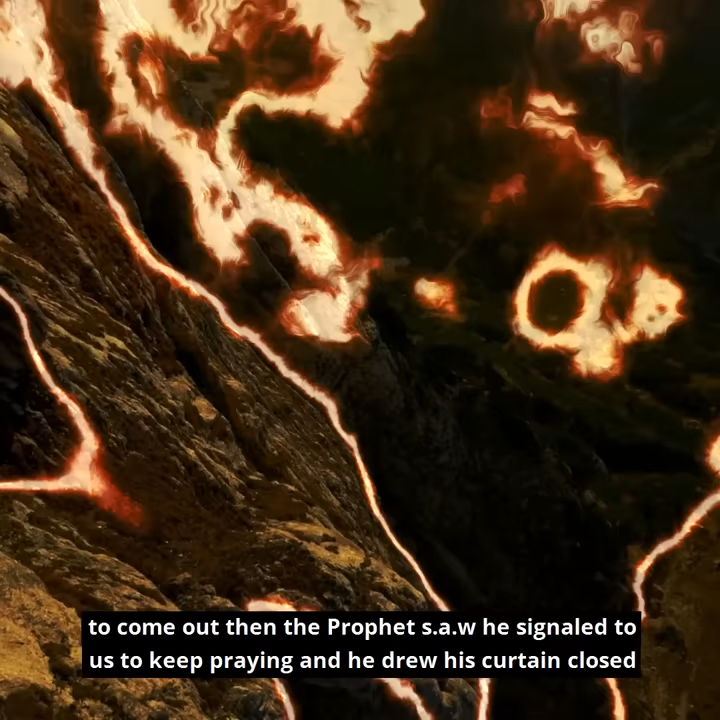 to come out then the Prophet s.a.w he signaled to
us to keep praying and he drew his curtain closed